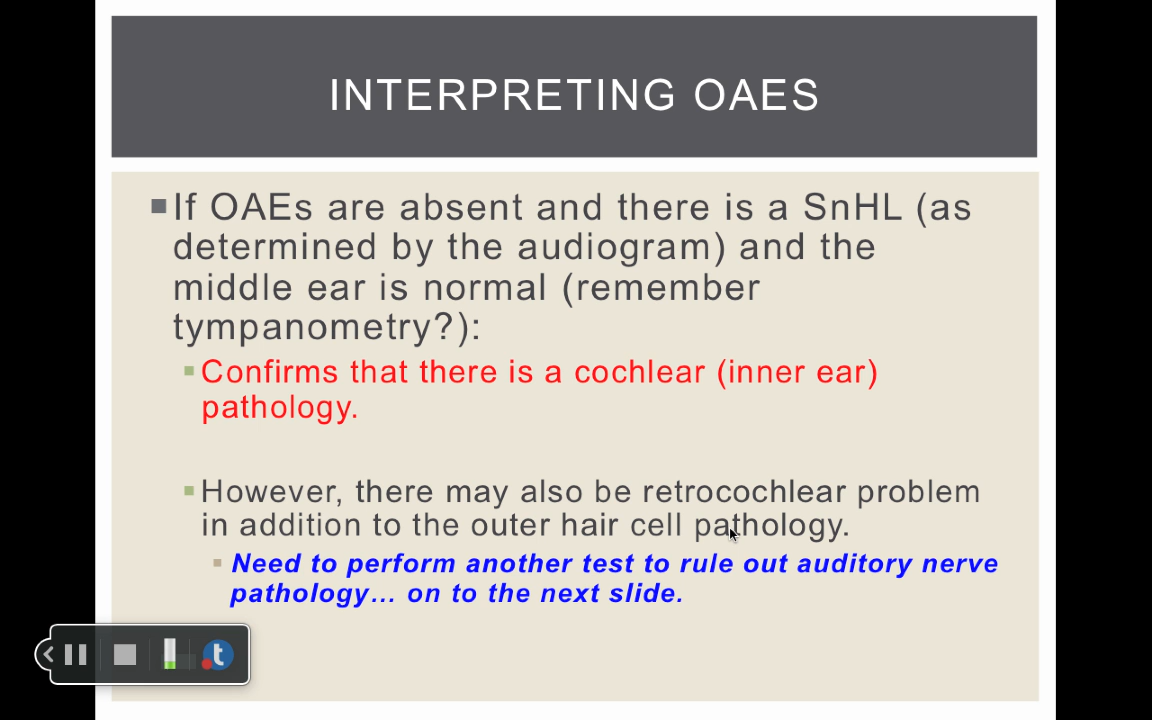 INTERPRETING OAES
If OAEs are absent and there is a SnHL (as
determined by the audiogram) and the
middle ear is normal (remember
tympanometry?):
Confirms that there is a cochlear (inner ear)
pathology.
However, there may also be retrocochlear problem
in addition to the outer hair cell pathology.
Need to perform another test to rule out auditory nerve
pathology... on to the next slide.
t